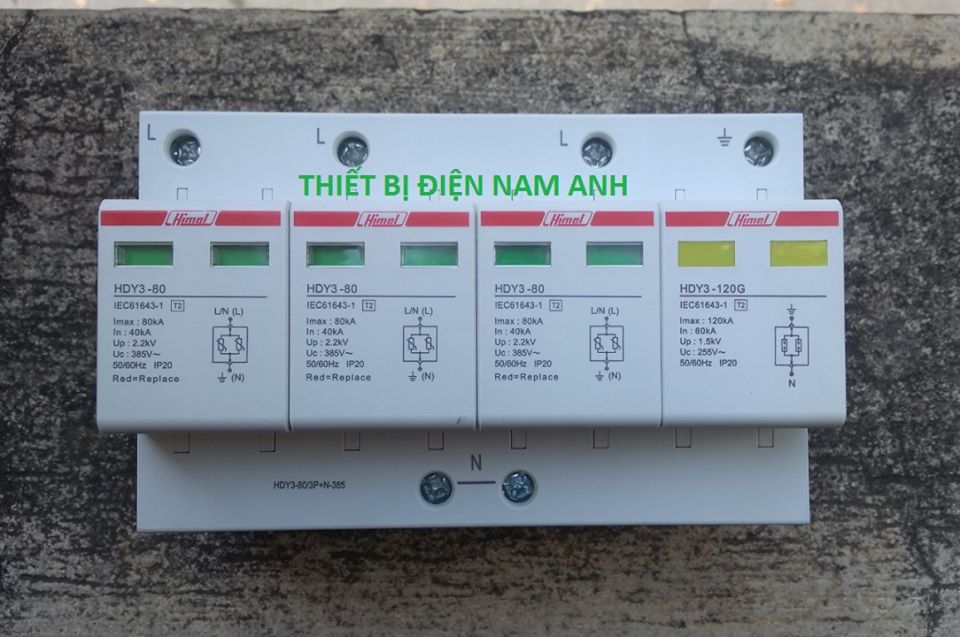 L L L
THIẾT BỊ ĐIỆN NAM ANH
Himel
HDY3-80
IEC61643-1 T2
L/N (L)
Imax : 80kA
In : 40kA
Up : 2.2kV
Uc : 385V~
50/60Hz IP20
Red=Replace
(N)
Himel
HDY3-80
IEC61643-1 T2
L/N (L)
Imax : 80kA
In : 40kA
Up : 2.2kV
Uc : 385V~
50/60Hz IP20
Red=Replace
(N)
Himel
HDY3-80
IEC61643-1 T2
L/N (L)
Imax : 80kA
In : 40kA
Up : 2.2kV
Uc : 385V~
50/60Hz IP20
Red=Replace
(N)
Himel
HDY3-120G
IEC61643-1 T2
Imax : 120kA
In : 60kA
Up : 1.5kV
Uc : 255V~
50/60Hz IP20
N
N
HDY3-80/3P+N-385